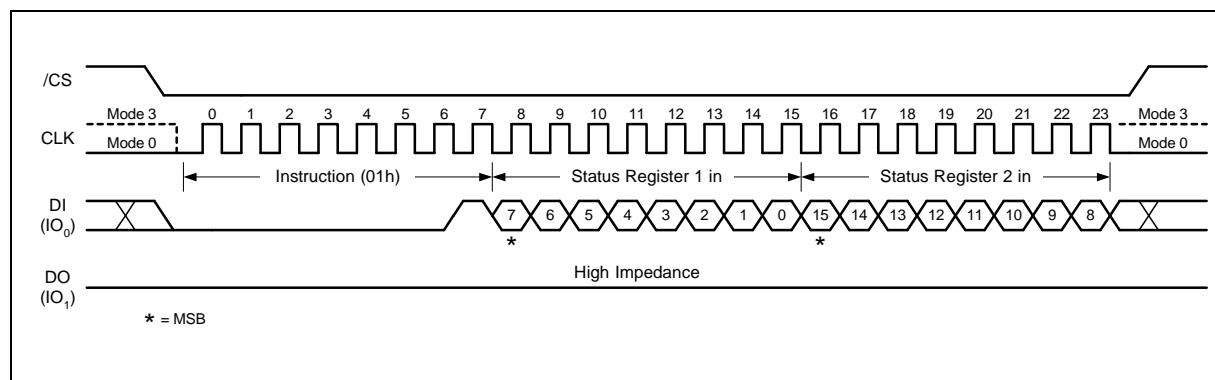 /CS
Mode 3 0 1 2 3 4 5 6 7 8 9 10 11 12 13 14 15 16 17 18 19 20 21 22 23 Mode 3
CLK Mode 0 Mode 0
Instruction (01h) Status Register 1 in Status Register 2 in
DI
(IO0) 7 6 5 4 3 2 1 0 15 14 13 12 11 10 9 8
* *
High Impedance
DO
(IO1)
* = MSB